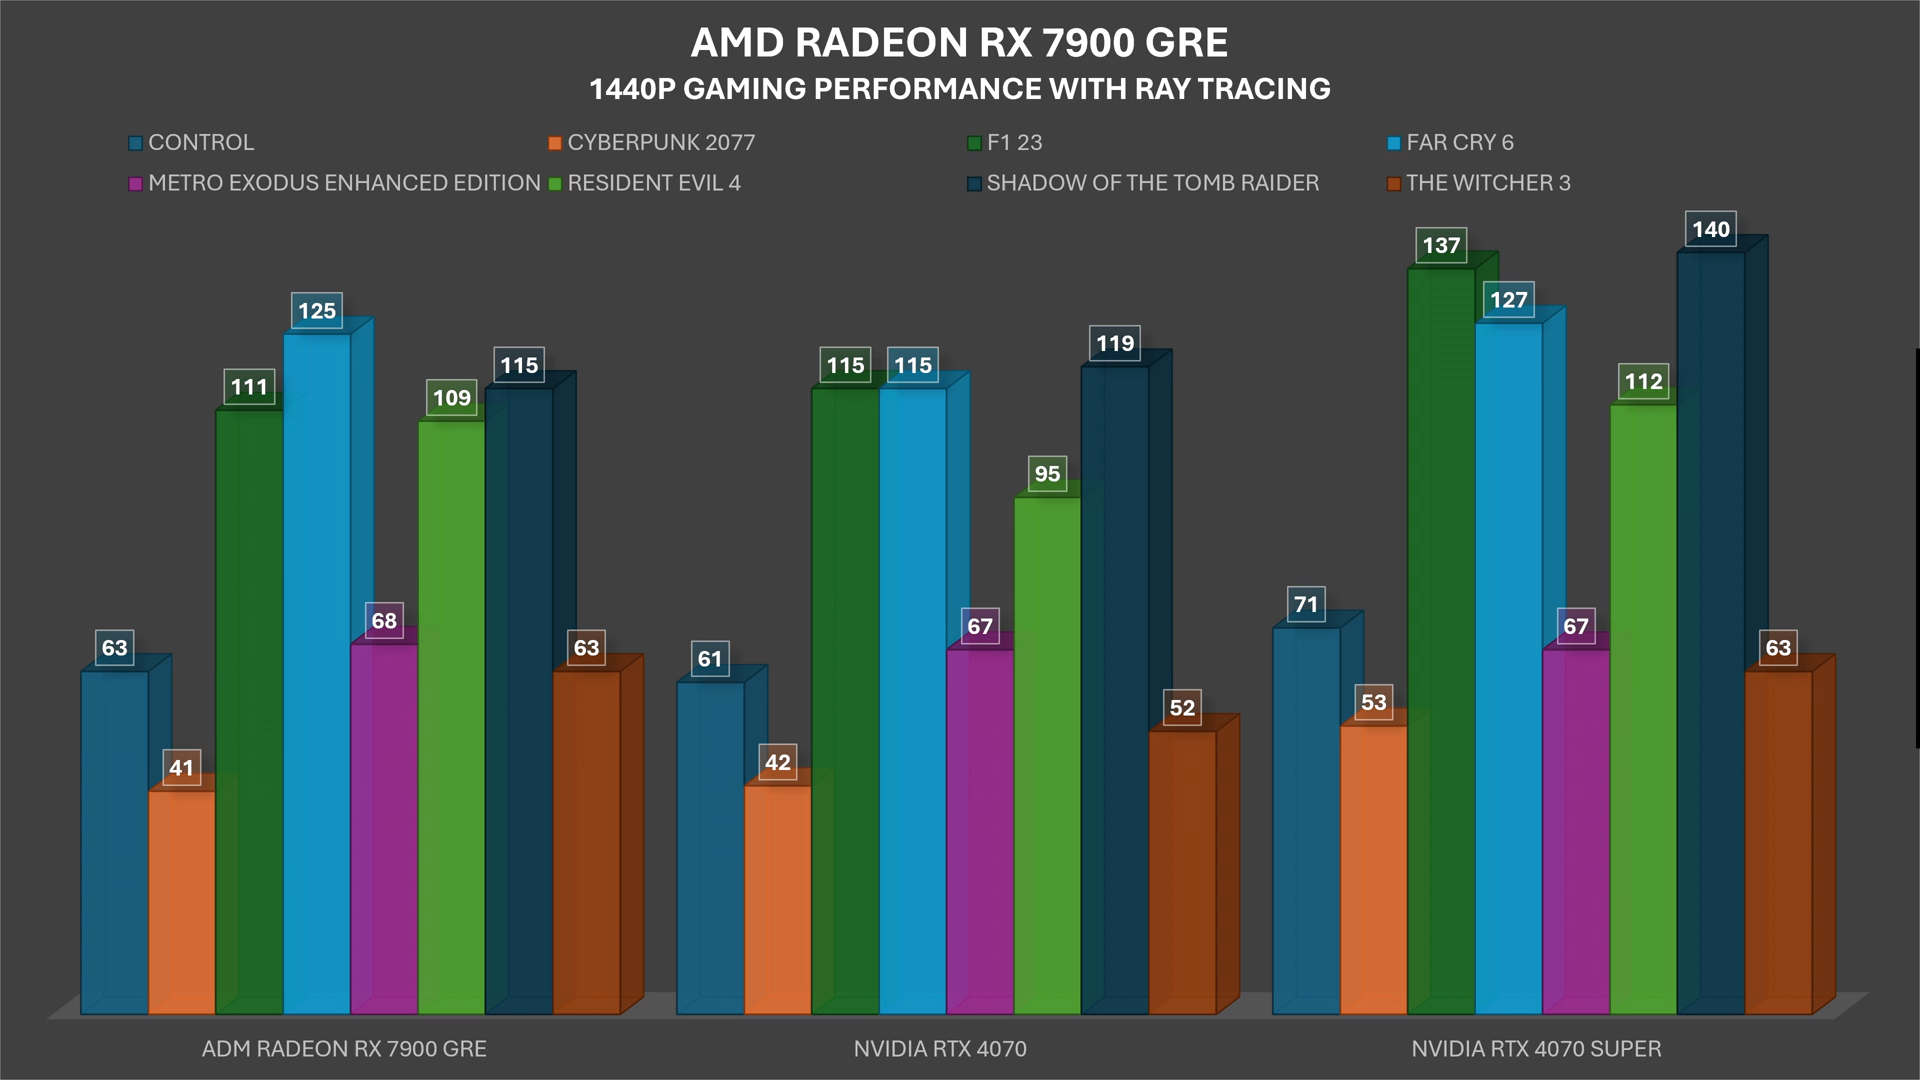 AMD RADEON RX 7900 GRE
1440P GAMING PERFORMANCE WITH RAY TRACING
CONTROL CYBERPUNK 2077 F1 23 FAR CRY 6
METRO EXODUS ENHANCED EDITION RESIDENT EVIL 4 SHADOW OF THE TOMB RAIDER THE WITCHER 3
63 41 111 125 68 109 115 63
61 42 115 115 67 95 119 52
71 53 137 127 67 112 140 63
ADM RADEON RX 7900 GRE NVIDIA RTX 4070 NVIDIA RTX 4070 SUPER